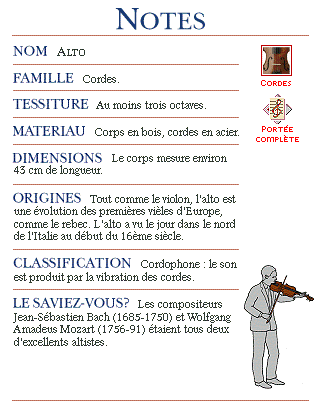 NOTES
NOM Alto
FAMILLE Cordes.
TESSITURE Au moins trois octaves.
MATERIAU Corps en bois, cordes en acier.
DIMENSIONS Le corps mesure environ
43 cm de longueur.
ORIGINES Tout comme le violon, l'alto est
une évolution des premières vièles d'Europe,
comme le rebec. L'alto a vu le jour dans le nord
de l'Italie au début du 16ème siècle.
CLASSIFICATION Cordophone : le son
est produit par la vibration des cordes.
LE SAVIEZ-VOUS? Les compositeurs
Jean-Sébastien Bach (1685-1750) et Wolfgang
Amadeus Mozart (1756-91) étaient tous deux
d'excellents altistes.
CORDES
PORTÉE
COMPLÈTE